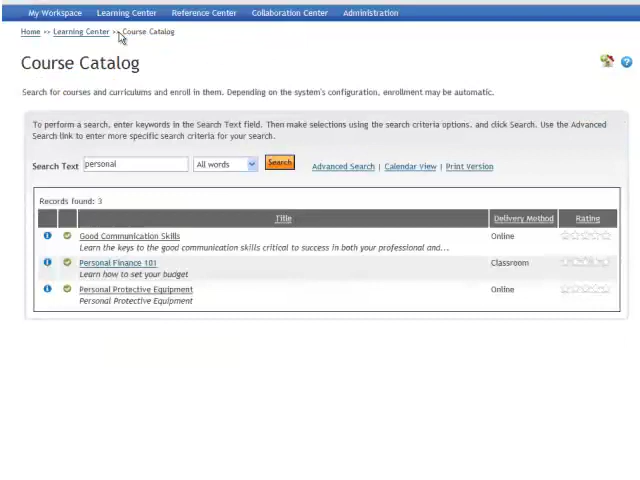 My Workspace Learning Center Reference Center Collaboration Center Administration
Home >> Learning Center >> Course Catalog
Course Catalog
Search for courses and curriculums and enroll in them. Depending on the system's configuration, enrollment may be automatic.
To perform a search, enter keywords in the Search Text field. Then make selections using the search criteria options, and click Search. Use the Advanced
Search link to enter more specific search criteria for your search.
Search Text personal All words Search Advanced Search | Calendar View | Print Version
Records found: 3
Title Delivery Method Rating
Good Communication Skills Online
Learn the keys to the good communication skills critical to success in both your professional and...
Personal Finance 101 Classroom
Learn how to set your budget
Personal Protective Equipment Online
Personal Protective Equipment